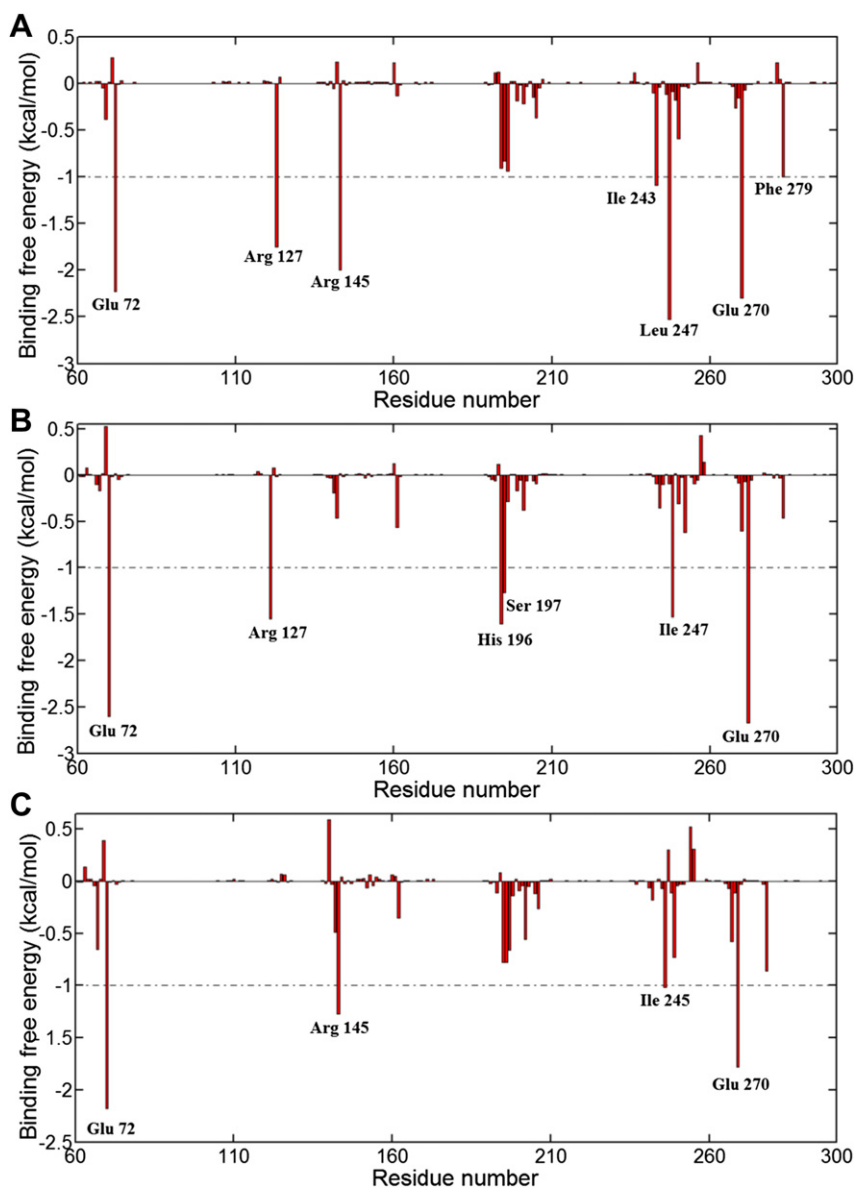 A
Binding free energy (kcal/mol)
0.5
0
-0.5
-1
-1.5
-2
-2.5
-3
Glu 72
Arg 127
Arg 145
Ile 243
Leu 247
Glu 270
Phe 279
60 110 160 210 260 300
Residue number
B
Binding free energy (kcal/mol)
0.5
0
-0.5
-1
-1.5
-2
-2.5
-3
Glu 72
Arg 127
His 196
Ser 197
Ile 247
Glu 270
60 110 160 210 260 300
Residue number
C
Binding free energy (kcal/mol)
0.5
0
-0.5
-1
1.5
-2
2.5
Glu 72
Arg 145
Ile 245
Glu 270
60 110 160 210 260 300
Residue number